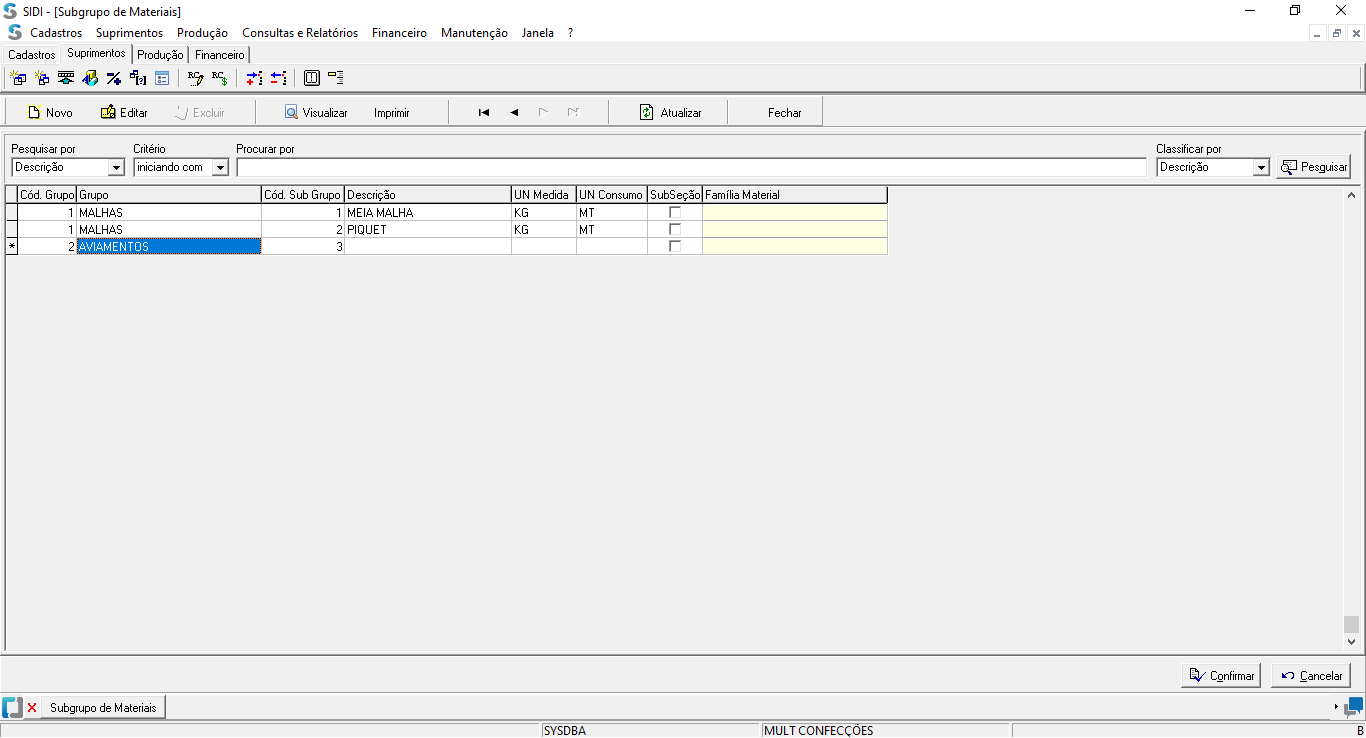 SIDI - [Subgrupo de Materiais]
Cadastros Suprimentos Produção Consultas e Relatórios Financeiro Manutenção Janela ?
Cadastros Suprimentos Produção Financeiro
Novo Editar Excluir Visualizar Imprimir Atualizar Fechar
Pesquisar por Critério Procurar por Classificar por
Descrição iniciando com Descrição Pesquisar
Cód. Grupo Grupo Cód. Sub Grupo Descrição UN Medida UN Consumo SubSeção Família Material
1 MALHAS 1 MEIA MALHA KG MT
1 MALHAS 2 PIQUET KG MT
* 2 AVIAMENTOS 3
Confirmar Cancelar
Subgrupo de Materiais
SYSDBA MULT CONFECÇÕES B